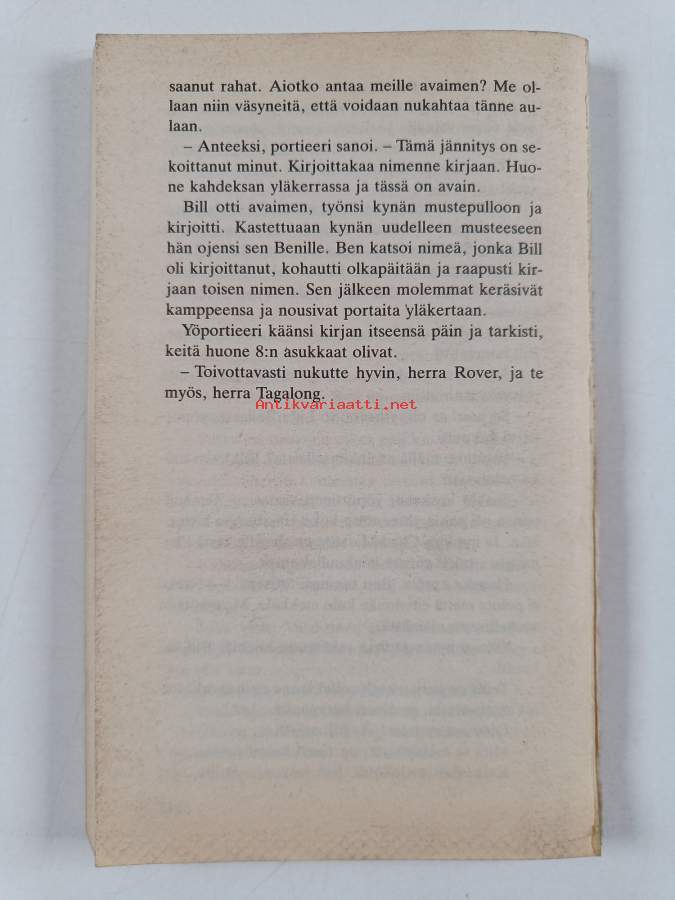 saanut rahat. Aiotko antaa meille avaimen? Me ol-
laan niin väsyneitä, että voidaan nukahtaa tänne au-
laan.
– Anteeksi, portieeri sanoi. – Tämä jännitys on se-
koittanut minut. Kirjoittakaa nimenne kirjaan. Huo-
ne kahdeksan yläkerrassa ja tässä on avain.
Bill otti avaimen, työnsi kynän mustepulloon ja
kirjoitti. Kastettuaan kynän uudelleen musteeseen
hän ojensi sen Benille. Ben katsoi nimeä, jonka Bill
oli kirjoittanut, kohautti olkapäitään ja raapusti kir-
jaan toisen nimen. Sen jälkeen molemmat keräsivät
kamppeensa ja nousivat portaita yläkertaan.
Yöportieeri käänsi kirjan itseensä päin ja tarkisti,
keitä huone 8:n asukkaat olivat.
– Toivottavasti nukutte hyvin, herra Rover, ja te
myös, herra Tagalong.
Antikvariaatti.net